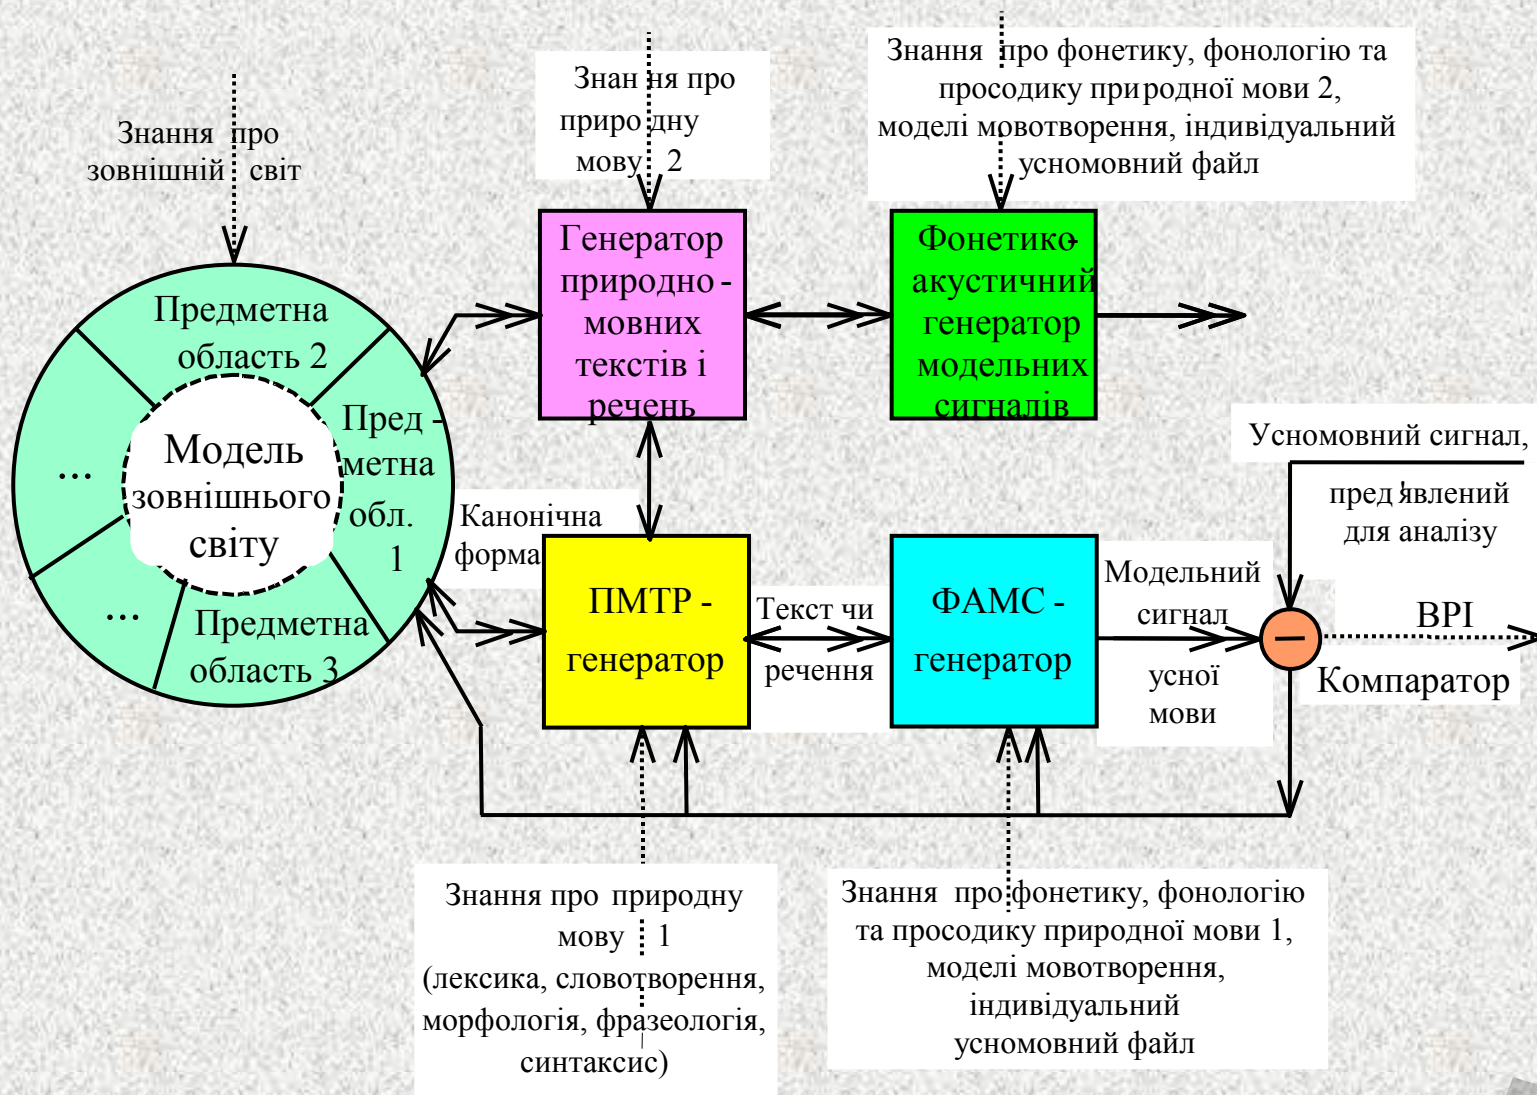 Знання про
зовнішній світ
Знання про
природну
мову 2
Знання про фонетику, фонологію та
просодику природної мови 2,
моделі мовотворення, індивідуальний
усномовний файл
Предметна
область 2
Пред -
метна
обл.
1
Модель
зовнішнього
світу
...
...
Предметна
область 3
Генератор
природно -
мовних
текстів і
речень
Фонетико-
акустичний
генератор
модельних
сигналів
Усномовний сигнал,
пред'явлений
для аналізу
Канонічна
форма
ПМТР -
генератор
Текст чи
речення
ФАМС -
генератор
Модельний
сигнал
усної
мови
−
ВРІ
Компаратор
Знання про природну
мову 1
(лексика, словотворення,
морфологія, фразеологія,
синтаксис)
Знання про фонетику, фонологію
та просодику природної мови 1,
моделі мовотворення,
індивідуальний
усномовний файл